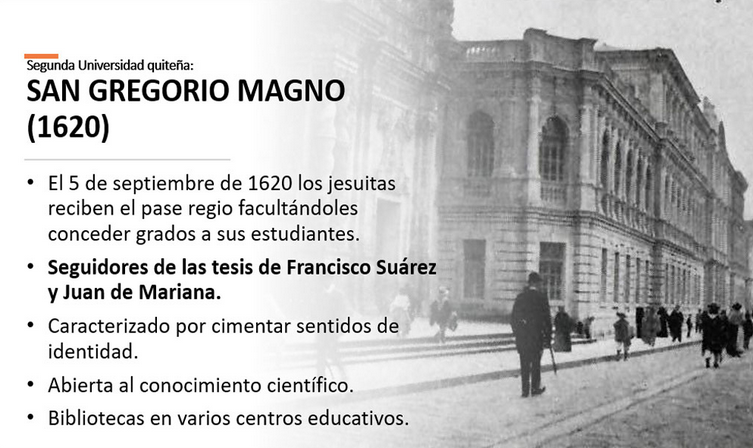 Segunda Universidad quiteña:
SAN GREGORIO MAGNO
(1620)
• El 5 de septiembre de 1620 los jesuitas
reciben el pase regio facultándoles
conceder grados a sus estudiantes.
• Seguidores de las tesis de Francisco Suárez
y Juan de Mariana.
• Caracterizado por cimentar sentidos de
identidad.
• Abierta al conocimiento científico.
• Bibliotecas en varios centros educativos.